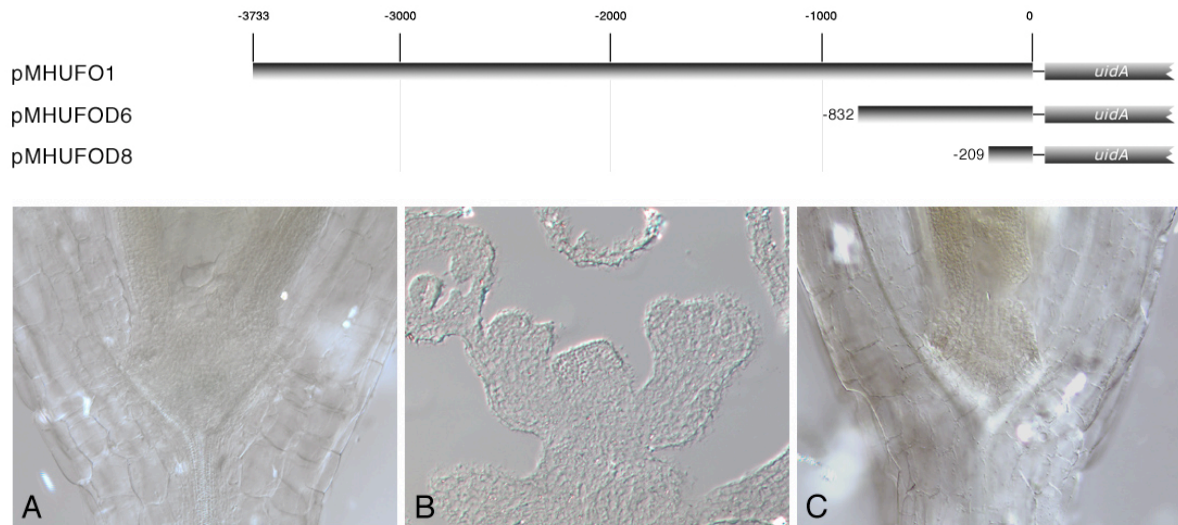 -3733 -3000 -2000 -1000 0
pMHUFO1 uidA
pMHUFOD6 -832 uidA
pMHUFOD8 -209 uidA
A B C